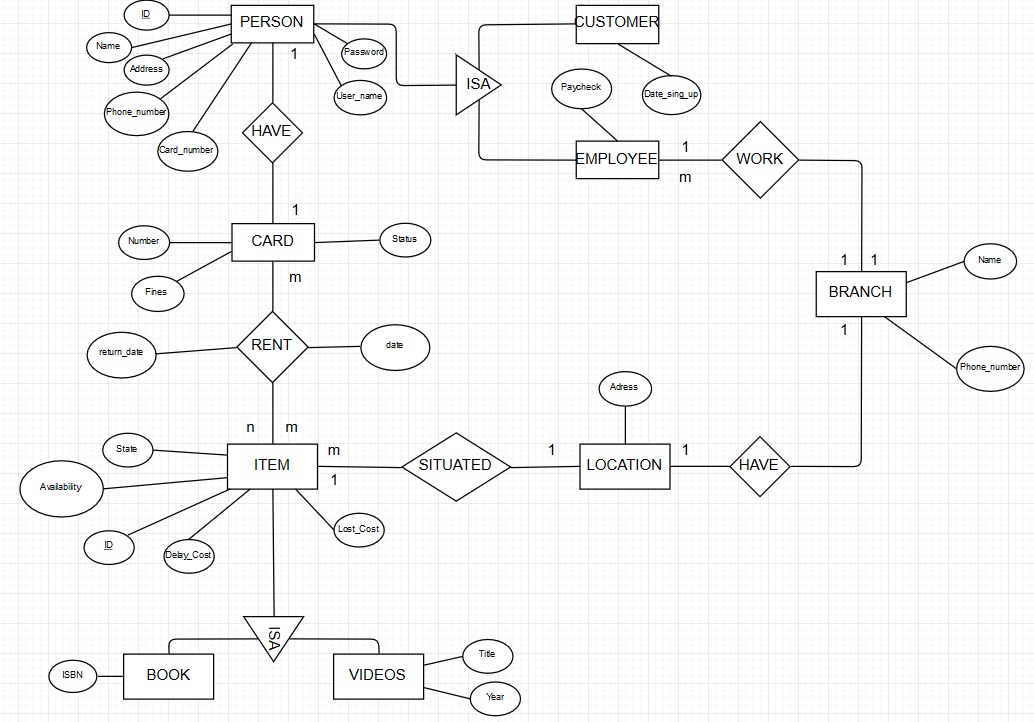 ID
PERSON
CUSTOMER
Name
Password
1
Address
ISA
Paycheck
Date_sing_up
User_name
Phone_number
HAVE
Card_number
EMPLOYEE
1
WORK
m
1
Number
CARD
Status
1
1
Name
m
Fines
BRANCH
1
return_date
RENT
date
Phone_number
Adress
n
m
State
m
1
1
ITEM
SITUATED
LOCATION
HAVE
1
Availability
Lost_Cost
ID
Delay_Cost
ISA
Title
BOOK
VIDEOS
ISBN
Year